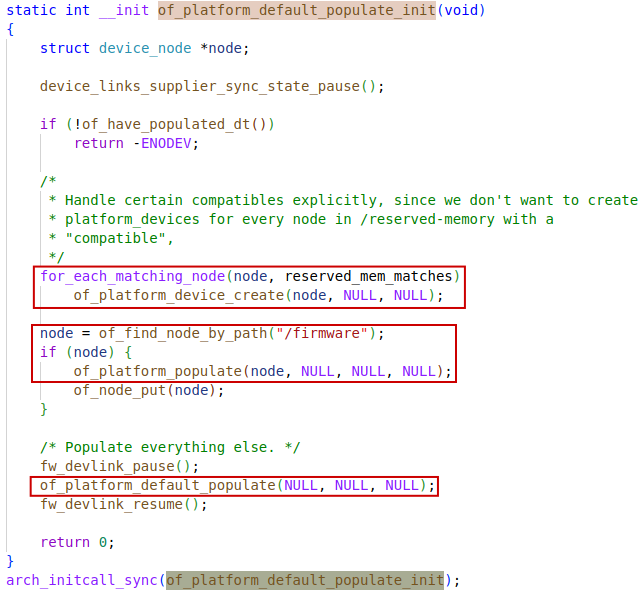 static int __init of_platform_default_populate_init(void)
{
    struct device_node *node;

    device_links_supplier_sync_state_pause();

    if (!of_have_populated_dt())
        return -ENODEV;

    /*
     * Handle certain compatibles explicitly, since we don't want to create
     * platform_devices for every node in /reserved-memory with a
     * "compatible",
     */
    for_each_matching_node(node, reserved_mem_matches)
        of_platform_device_create(node, NULL, NULL);

    node = of_find_node_by_path("/firmware");
    if (node) {
        of_platform_populate(node, NULL, NULL, NULL);
        of_node_put(node);
    }

    /* Populate everything else. */
    fw_devlink_pause();
    of_platform_default_populate(NULL, NULL, NULL);
    fw_devlink_resume();

    return 0;
}
arch_initcall_sync(of_platform_default_populate_init);